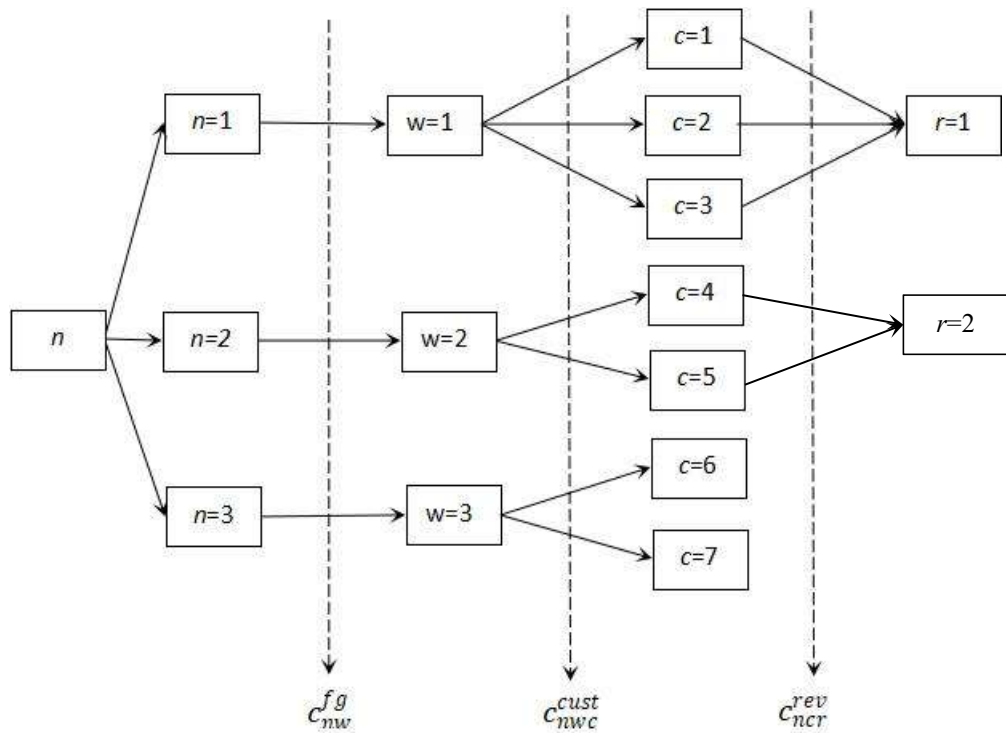 c=1
n=1 w=1 c=2 r=1
c=3
c=4
n n=2 w=2 r=2
c=5
c=6
n=3 w=3
c=7
c_{nw}^{fg} c_{nwc}^{cust} c_{ncr}^{rev}